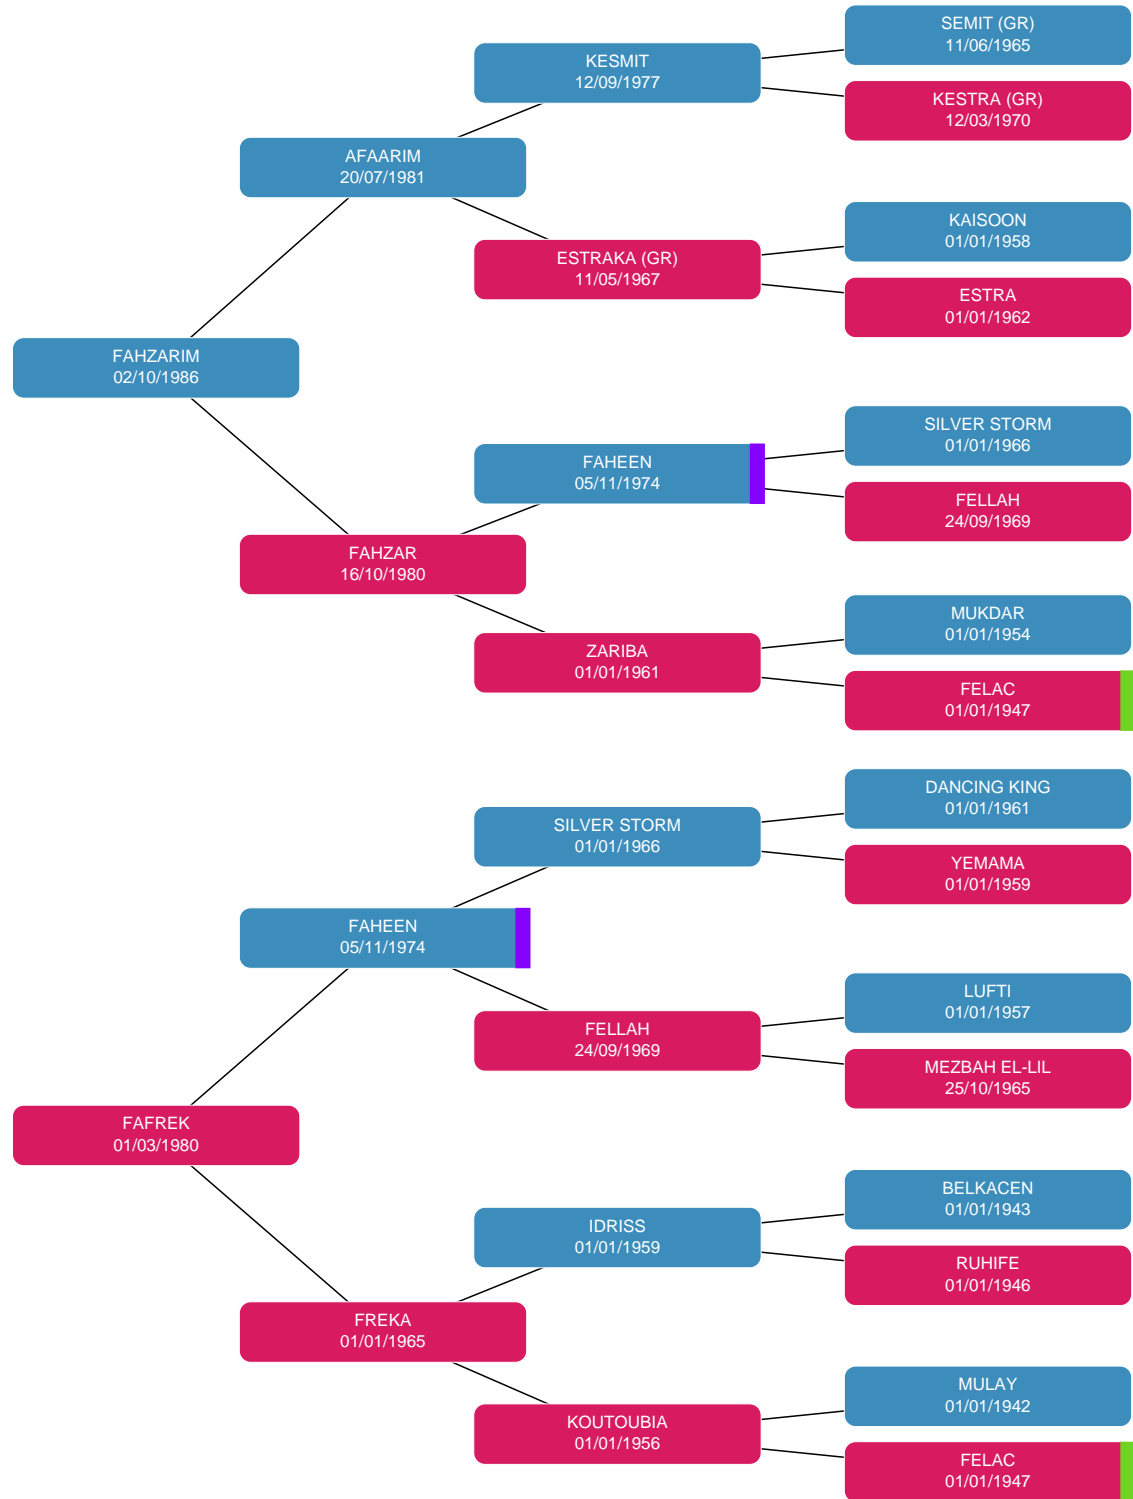 SEMIT (GR)
11/06/1965
KESMIT
12/09/1977
KESTRA (GR)
12/03/1970
AFAARIM
20/07/1981
KAISOON
01/01/1958
ESTRAKA (GR)
11/05/1967
ESTRA
01/01/1962
FAHZARIM
02/10/1986
SILVER STORM
01/01/1966
FAHEEN
05/11/1974
FELLAH
24/09/1969
FAHZAR
16/10/1980
MUKDAR
01/01/1954
ZARIBA
01/01/1961
FELAC
01/01/1947
DANCING KING
01/01/1961
SILVER STORM
01/01/1966
YEMAMA
01/01/1959
FAHEEN
05/11/1974
LUFTI
01/01/1957
FELLAH
24/09/1969
MEZBAH EL-LIL
25/10/1965
FAFREK
01/03/1980
BELKACEN
01/01/1943
IDRISS
01/01/1959
RUHIFE
01/01/1946
FREKA
01/01/1965
MULAY
01/01/1942
KOUTOUBIA
01/01/1956
FELAC
01/01/1947